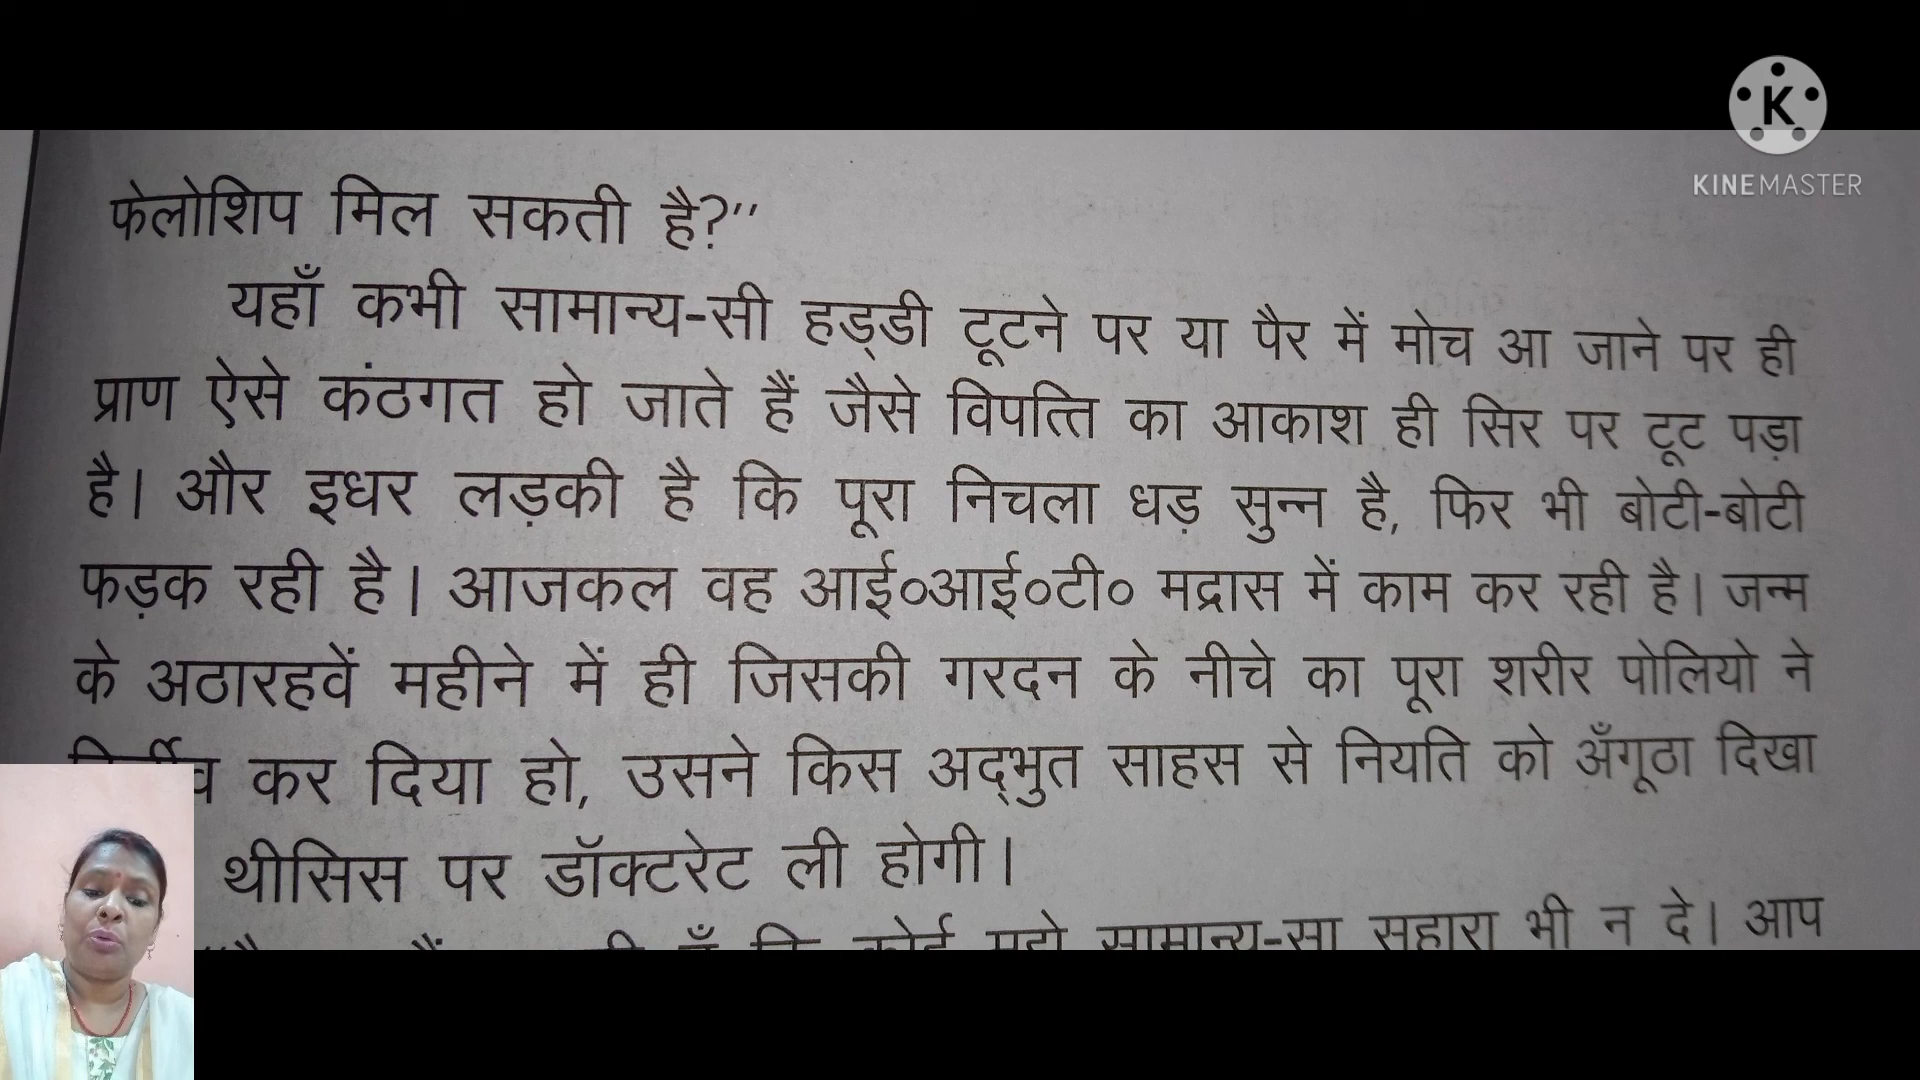 K
KINEMASTER
फेलोशिप मिल सकती है?”
यहाँ कभी सामान्य-सी हड्डी टूटने पर या पैर में मोच आ जाने पर ही
प्राण ऐसे कंठगत हो जाते हैं जैसे विपत्ति का आकाश ही सिर पर टूट पड़ा
है। और इधर लड़की है कि पूरा निचला धड़ सुन्न है, फिर भी बोटी-बोटी
फड़क रही है। आजकल वह आई०आई०टी० मद्रास में काम कर रही है। जन्म
के अठारहवें महीने में ही जिसकी गरदन के नीचे का पूरा शरीर पोलियो ने
कर दिया हो, उसने किस अद्भुत साहस से नियति को अँगूठा दिखा
थीसिस पर डॉक्टरेट ली होगी।
सामान्य-सा सहारा भी न दे। आप